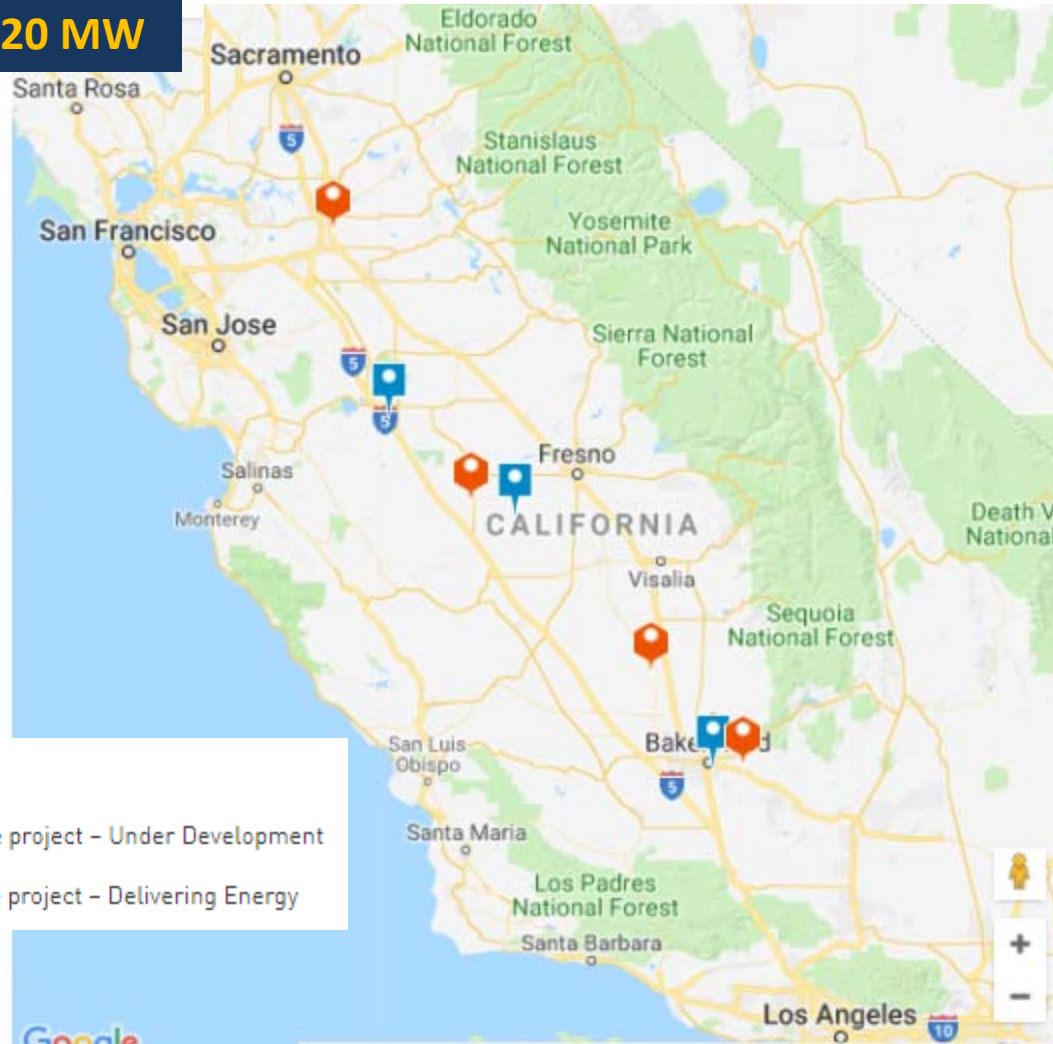 20 MW
Eldorado
National Forest
Sacramento
Santa Rosa
5
Stanislaus
National Forest
Yosemite
National Park
San Francisco
San Jose
Sierra National
Forest
5
5
Fresno
Salinas
Monterey
CALIFORNIA
Death V
National
Visalia
Sequoia
National Forest
San Luis
Obispo
5
project – Under Development
Santa Maria
project – Delivering Energy
Los Padres
National Forest
Santa Barbara
+
−
Los Angeles
10
Google